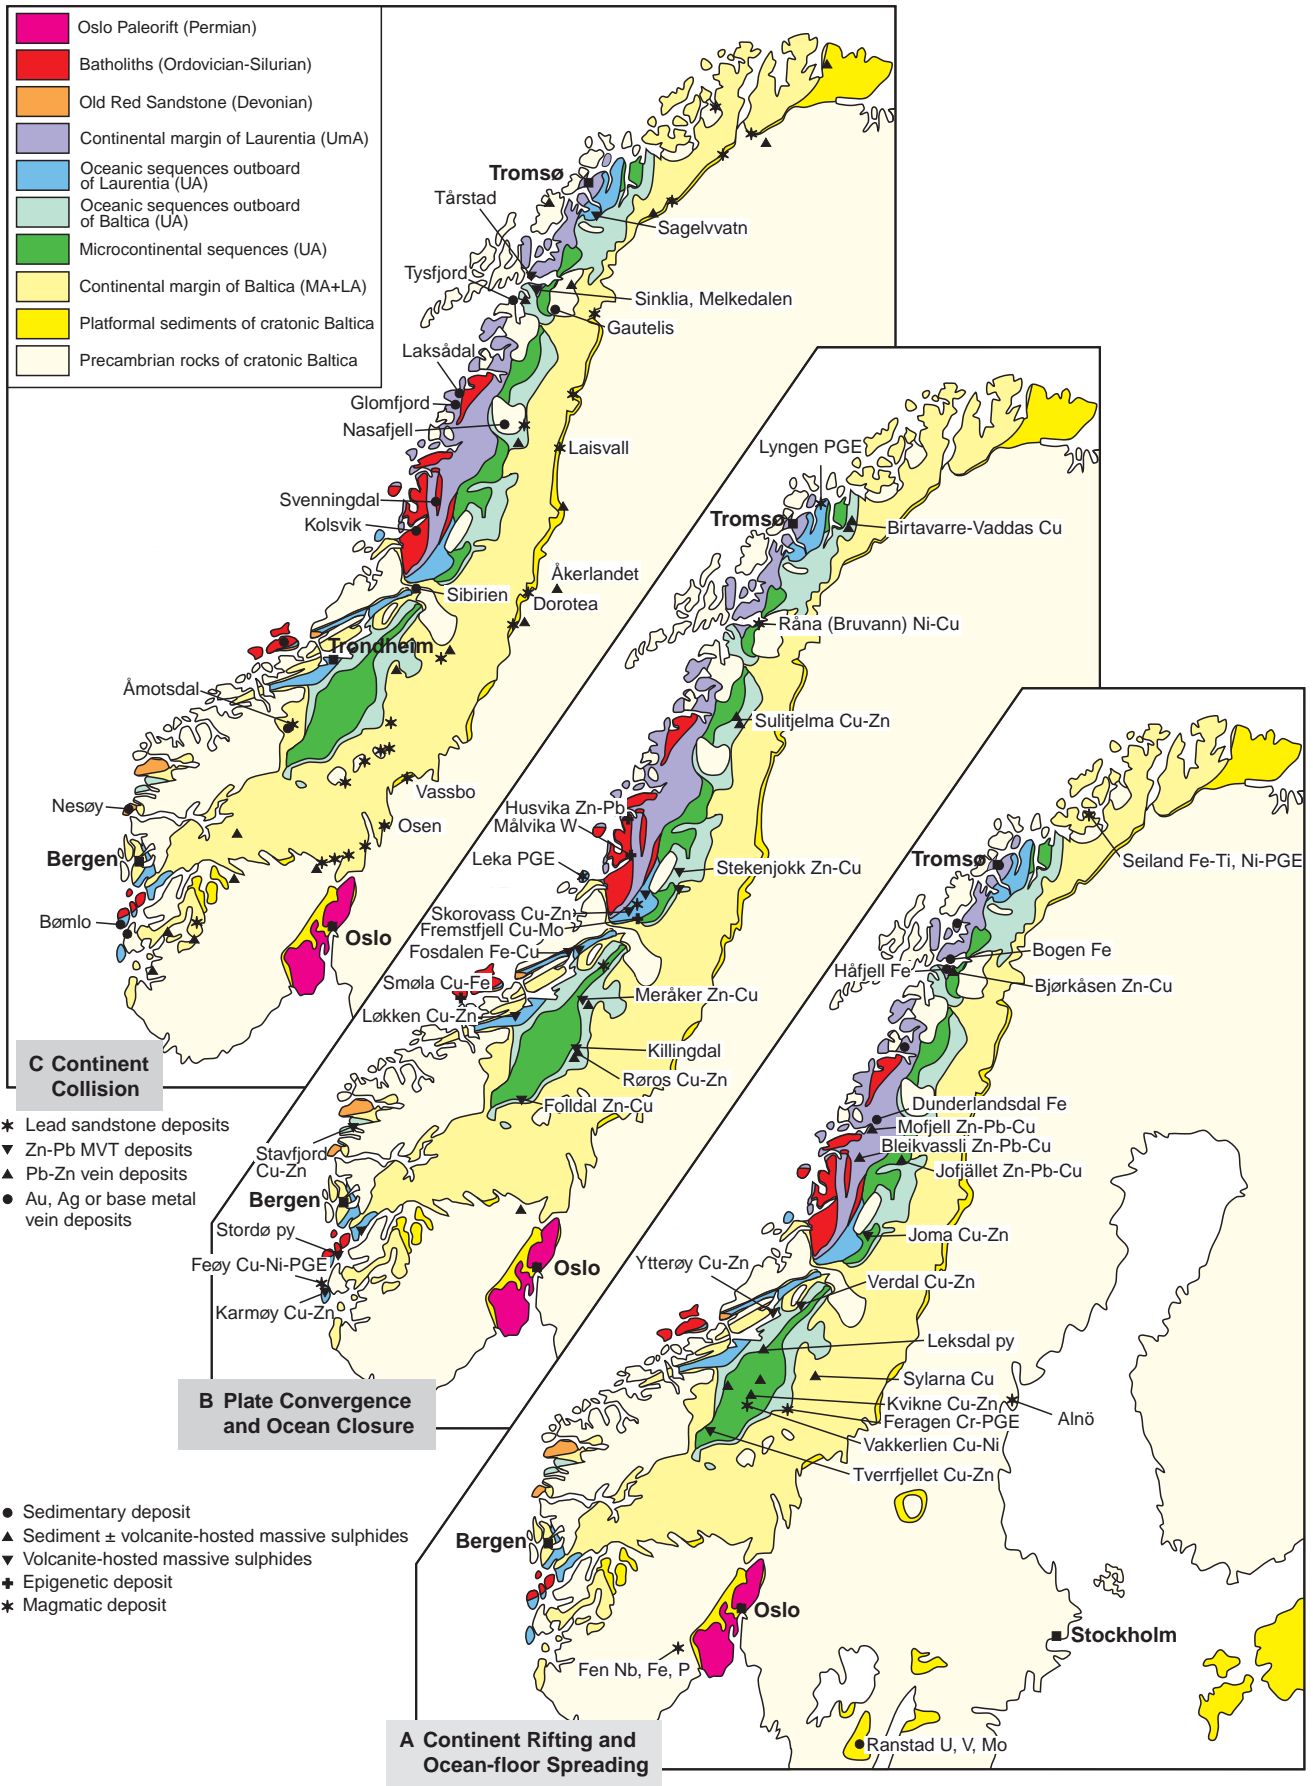 Oslo Paleorift (Permian)
Batholiths (Ordovician-Silurian)
Old Red Sandstone (Devonian)
Continental margin of Laurentia (UmA)
Oceanic sequences outboard
of Laurentia (UA)
Oceanic sequences outboard
of Baltica (UA)
Microcontinental sequences (UA)
Continental margin of Baltica (MA+LA)
Platformal sediments of cratonic Baltica
Precambrian rocks of cratonic Baltica
Tromsø
Tårstad
Sagelvvatn
Tysfjord
Sinklia, Melkedalen
Gautelis
Laksådal
Glomfjord
Nasafjell
Laisvall
Svenningdal
Kolsvik
Åkerlandet
Sibirien
Dorotea
Trondheim
Åmotsdal
Vassbo
Nesøy
Osen
Bergen
Bømlo
Oslo
C Continent
Collision
Lead sandstone deposits
Zn-Pb MVT deposits
Pb-Zn vein deposits
Au, Ag or base metal
vein deposits
Lyngen PGE
Tromsø
Birtavarre-Vaddas Cu
Råna (Bruvann) Ni-Cu
Sulitjelma Cu-Zn
Husvika Zn-Pb
Målvika W
Leka PGE
Stekenjokk Zn-Cu
Skorovass Cu-Zn
Fremstfjell Cu-Mo
Fosdalen Fe-Cu
Smøla Cu-Fe
Meråker Zn-Cu
Løkken Cu-Zn
Killingdal
Røros Cu-Zn
Folldal Zn-Cu
Stavfjord
Cu-Zn
Bergen
Stordø py
Feøy Cu-Ni-PGE
Oslo
Karmøy Cu-Zn
B Plate Convergence
and Ocean Closure
Seiland Fe-Ti, Ni-PGE
Tromsø
Bogen Fe
Håfjell Fe
Bjørkåsen Zn-Cu
Dunderlandsdal Fe
Mofjell Zn-Pb-Cu
Bleikvassli Zn-Pb-Cu
Jofjället Zn-Pb-Cu
Joma Cu-Zn
Ytterøy Cu-Zn
Verdal Cu-Zn
Leksdal py
Sylarna Cu
Kvikne Cu-Zn
Feragen Cr-PGE
Alnö
Vakkerlien Cu-Ni
Tverrfjellet Cu-Zn
Bergen
Oslo
Stockholm
Fen Nb, Fe, P
Ranstad U, V, Mo
A Continent Rifting and
Ocean-floor Spreading
Sedimentary deposit
Sediment ± volcanite-hosted massive sulphides
Volcanite-hosted massive sulphides
Epigenetic deposit
Magmatic deposit